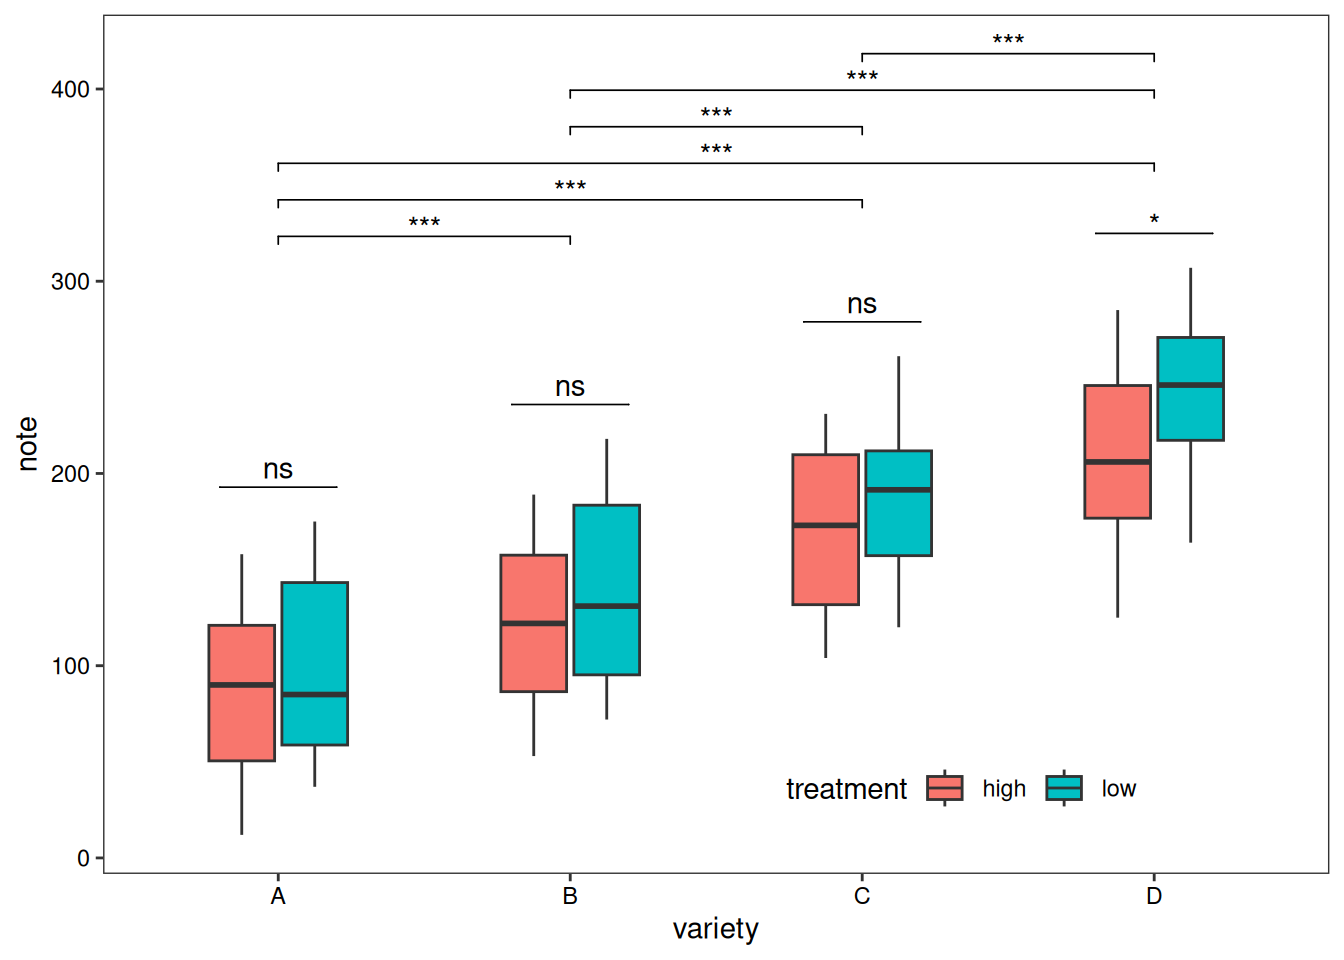 ***
***
400
***
***
***
***
*
300
ns
ns
note
200
ns
100
treatment high low
0
A B C D
variety